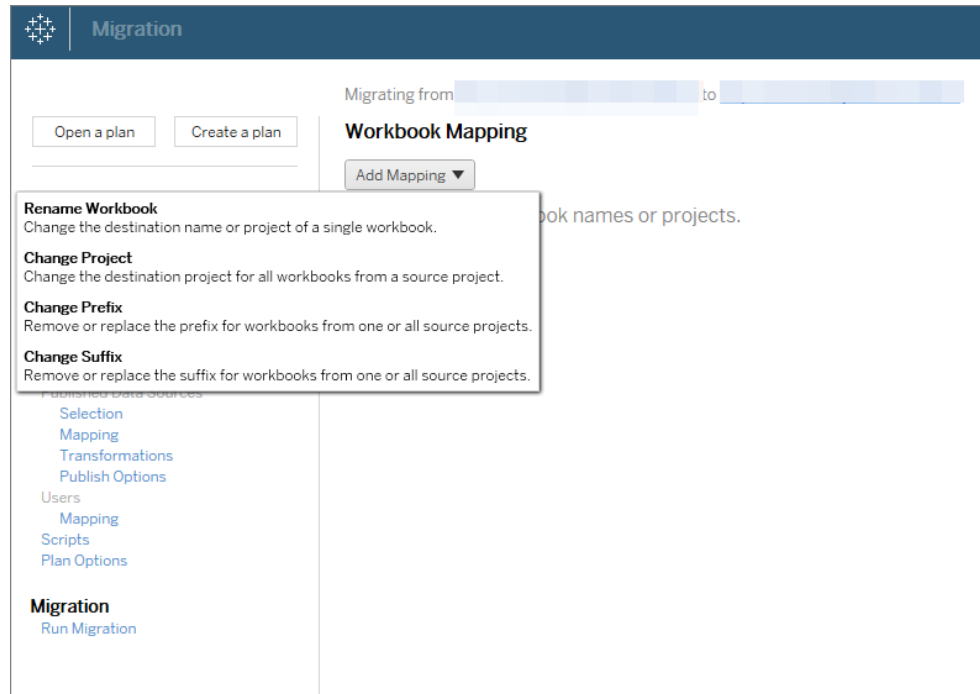 Migration
Migrating from to
Open a plan Create a plan
Workbook Mapping
Add Mapping ▼
Rename Workbook
Change the destination name or project of a single workbook.
ook names or projects.
Change Project
Change the destination project for all workbooks from a source project.
Change Prefix
Remove or replace the prefix for workbooks from one or all source projects.
Change Suffix
Remove or replace the suffix for workbooks from one or all source projects.
Published Data Sources
Selection
Mapping
Transformations
Publish Options
Users
Mapping
Scripts
Plan Options
Migration
Run Migration